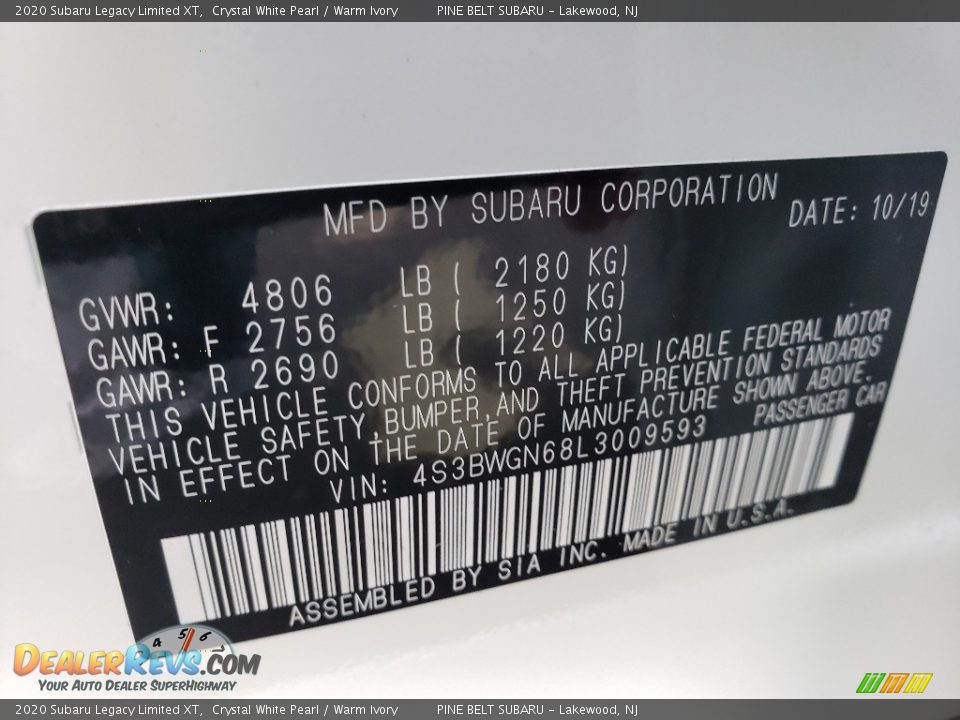 2020 Subaru Legacy Limited XT, Crystal White Pearl / Warm Ivory PINE BELT SUBARU - Lakewood, NJ
MFD BY SUBARU CORPORATION DATE: 10/19
GVWR: 4806 LB ( 2180 KG)
GAWR: F 2756 LB ( 1250 KG)
GAWR: R 2690 LB ( 1220 KG)
THIS VEHICLE CONFORMS TO ALL APPLICABLE FEDERAL MOTOR
VEHICLE SAFETY,BUMPER,AND THEFT PREVENTION STANDARDS
IN EFFECT ON THE DATE OF MANUFACTURE SHOWN ABOVE.
VIN: 4S3BWGN68L3009593 PASSENGER CAR
ASSEMBLED BY SIA INC. MADE IN U.S.A.
4 5 6
DEALERREVS.COM
YOUR AUTO DEALER SUPERHIGHWAY
2020 Subaru Legacy Limited XT, Crystal White Pearl / Warm Ivory PINE BELT SUBARU - Lakewood, NJ